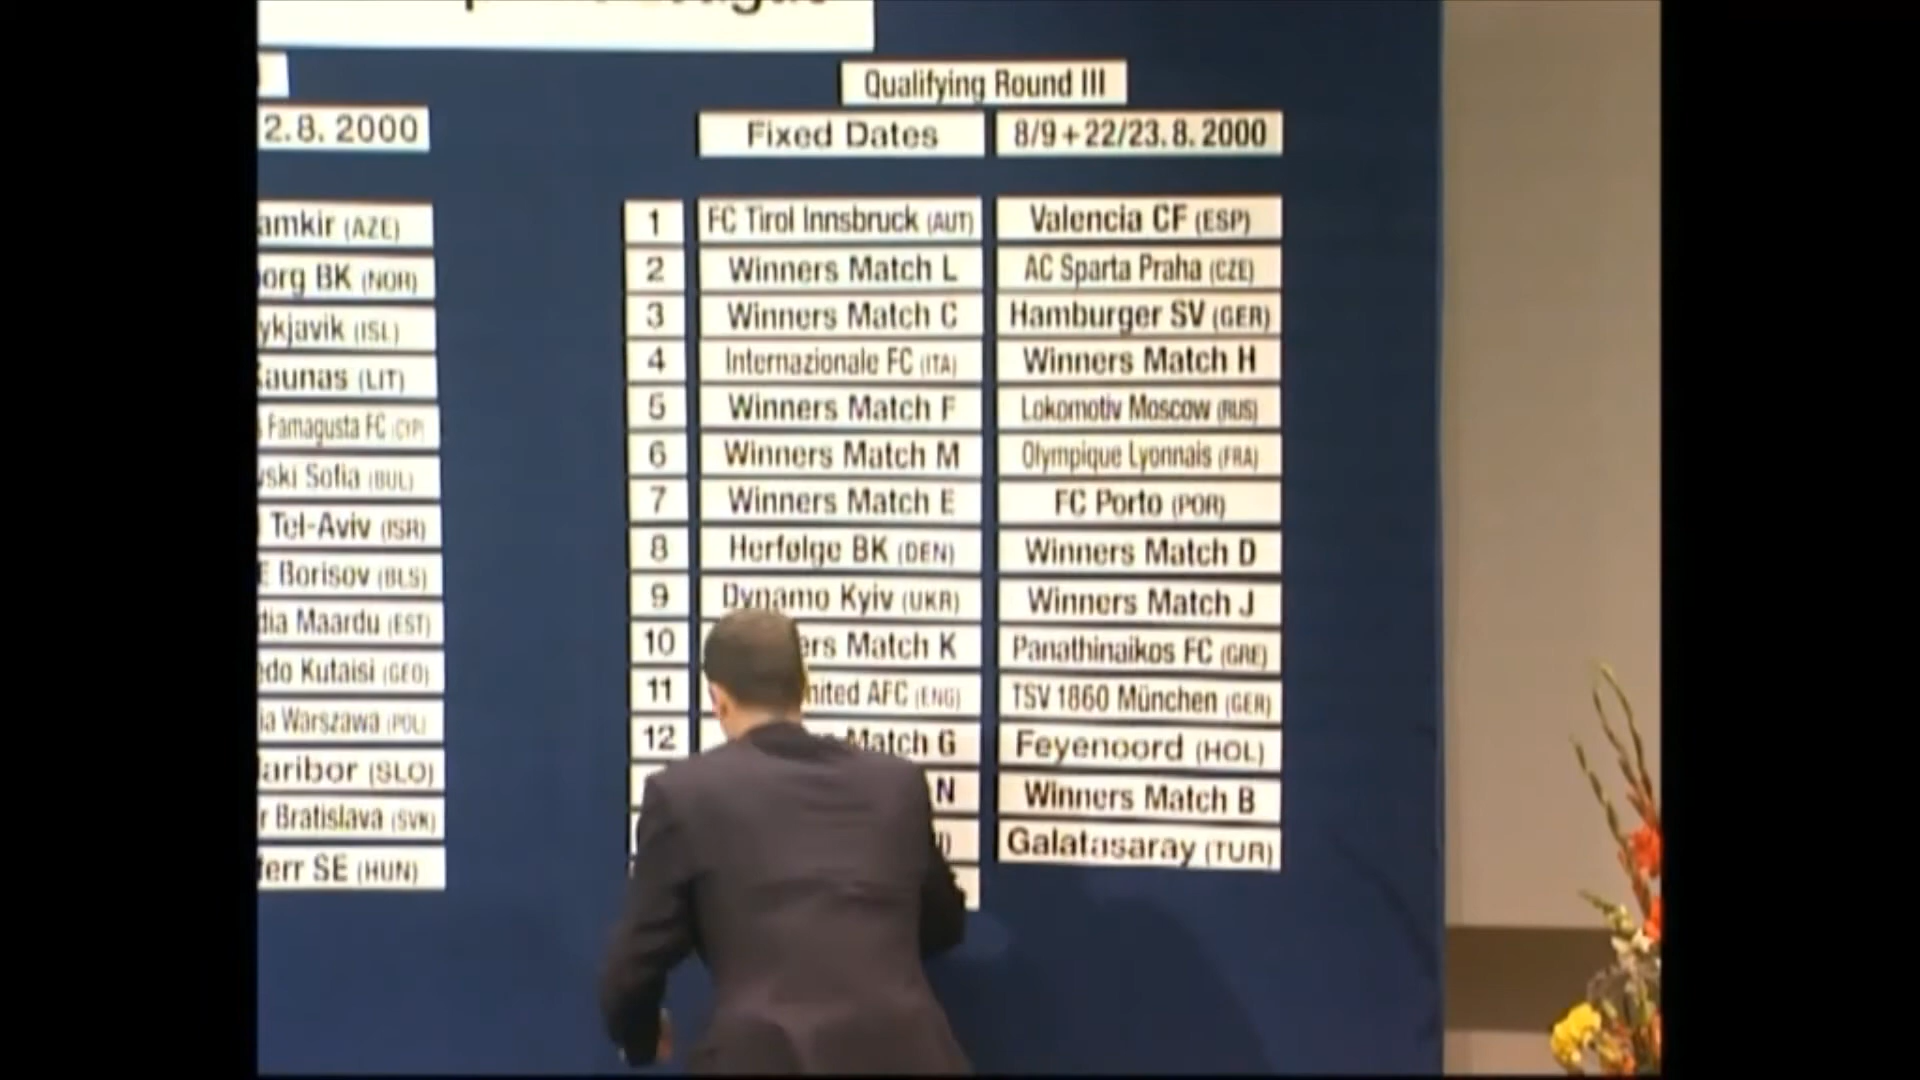 League
Qualifying Round III
2.8. 2000
Fixed Dates 8/9+22/23.8.2000
amkir (AZE)
org BK (NOR)
ykjavik (ISL)
aunas (LIT)
Famagusta FC (CYP)
vski Sofia (BUL)
Tel-Aviv (ISR)
E Borisov (BLS)
dia Maardu (EST)
edo Kutaisi (GEO)
ia Warszawa (POL)
aribor (SLO)
r Bratislava (SVK)
ferr SE (HUN)
1 FC Tirol Innsbruck (AUT) Valencia CF (ESP)
2 Winners Match L AC Sparta Praha (CZE)
3 Winners Match C Hamburger SV (GER)
4 Internazionale FC (ITA) Winners Match H
5 Winners Match F Lokomotiv Moscow (RUS)
6 Winners Match M Olympique Lyonnais (FRA)
7 Winners Match E FC Porto (POR)
8 Herfølge BK (DEN) Winners Match D
9 Dynamo Kyiv (UKR) Winners Match J
10 ers Match K Panathinaikos FC (GRE)
11 nited AFC (ENG) TSV 1860 München (GER)
12 Match G Feyenoord (HOL)
N Winners Match B
Galatasaray (TUR)